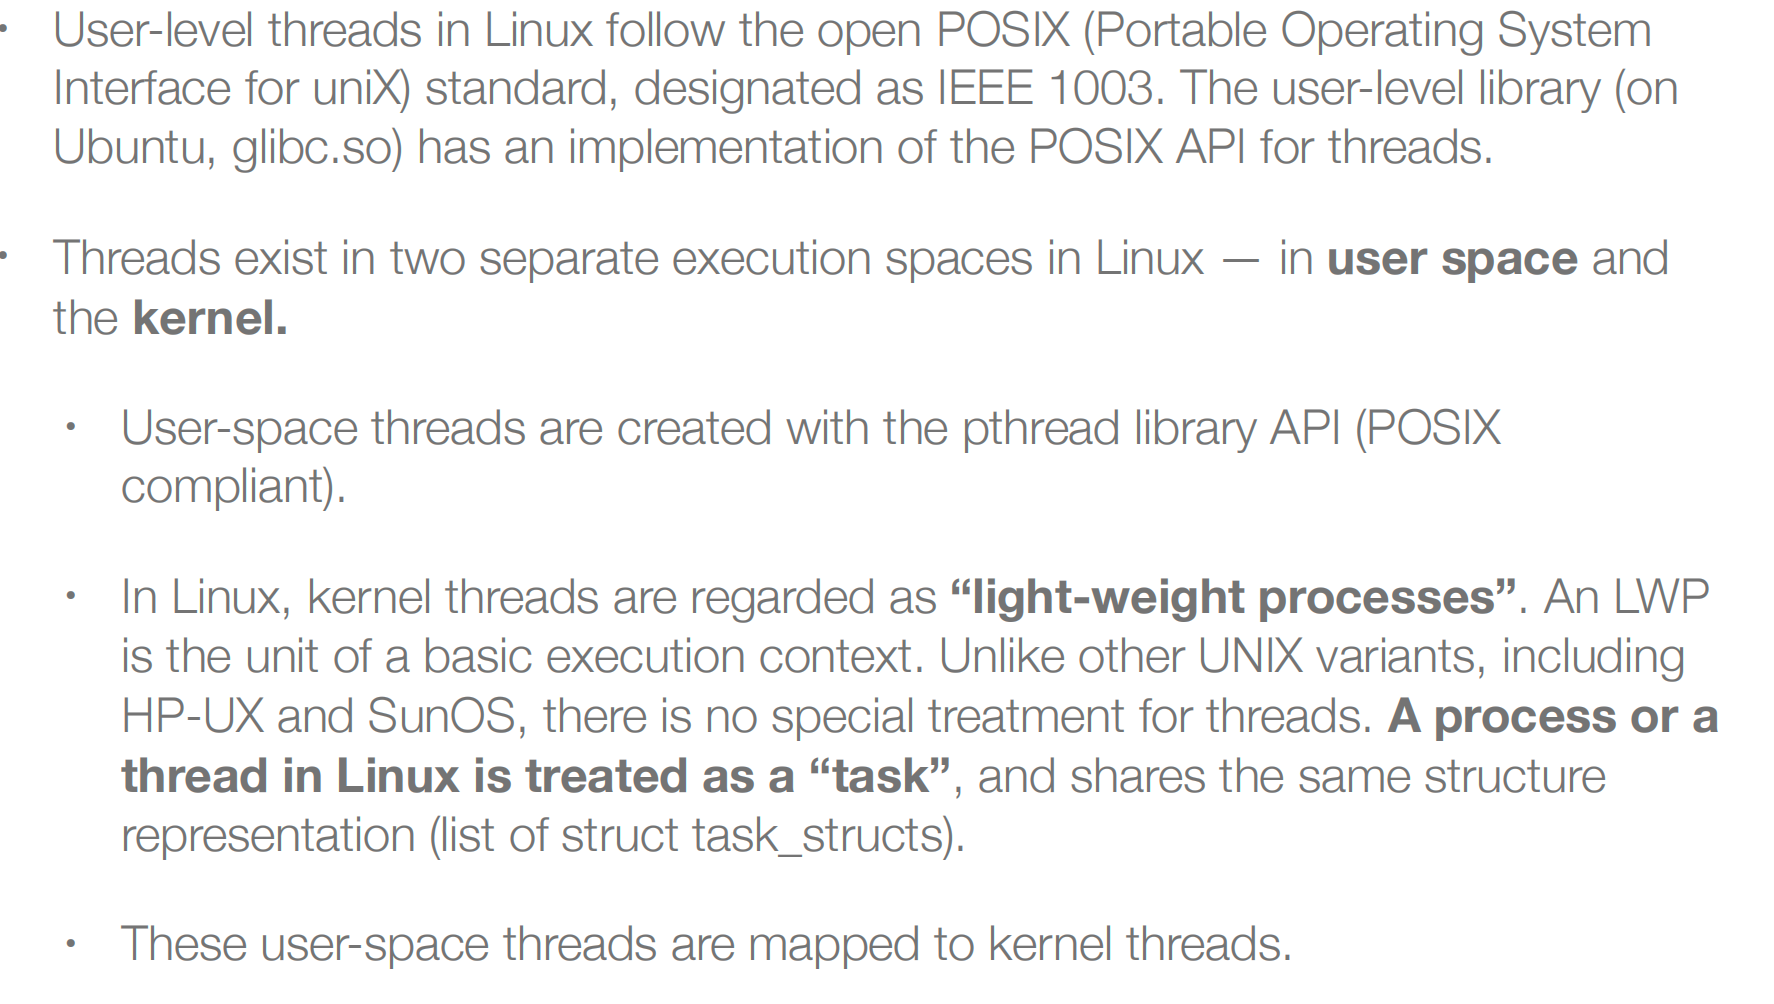 • User-level threads in Linux follow the open POSIX (Portable Operating System
Interface for uniX) standard, designated as IEEE 1003. The user-level library (on
Ubuntu, glibc.so) has an implementation of the POSIX API for threads.
• Threads exist in two separate execution spaces in Linux — in user space and
the kernel.
• User-space threads are created with the pthread library API (POSIX
compliant).
• In Linux, kernel threads are regarded as “light-weight processes”. An LWP
is the unit of a basic execution context. Unlike other UNIX variants, including
HP-UX and SunOS, there is no special treatment for threads. A process or a
thread in Linux is treated as a “task”, and shares the same structure
representation (list of struct task_structs).
• These user-space threads are mapped to kernel threads.